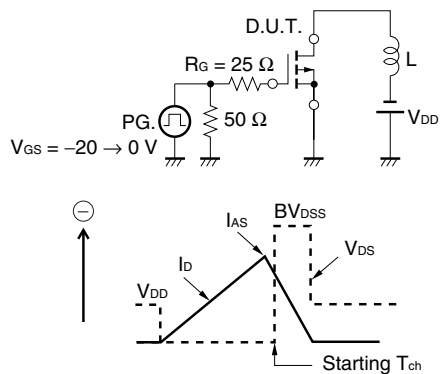 D.U.T.
RG = 25 Ω
L
PG.
50 Ω
VDD
VGS = −20 → 0 V
⊖
IAS
BVDSS
ID
VDS
VDD
Starting Tch